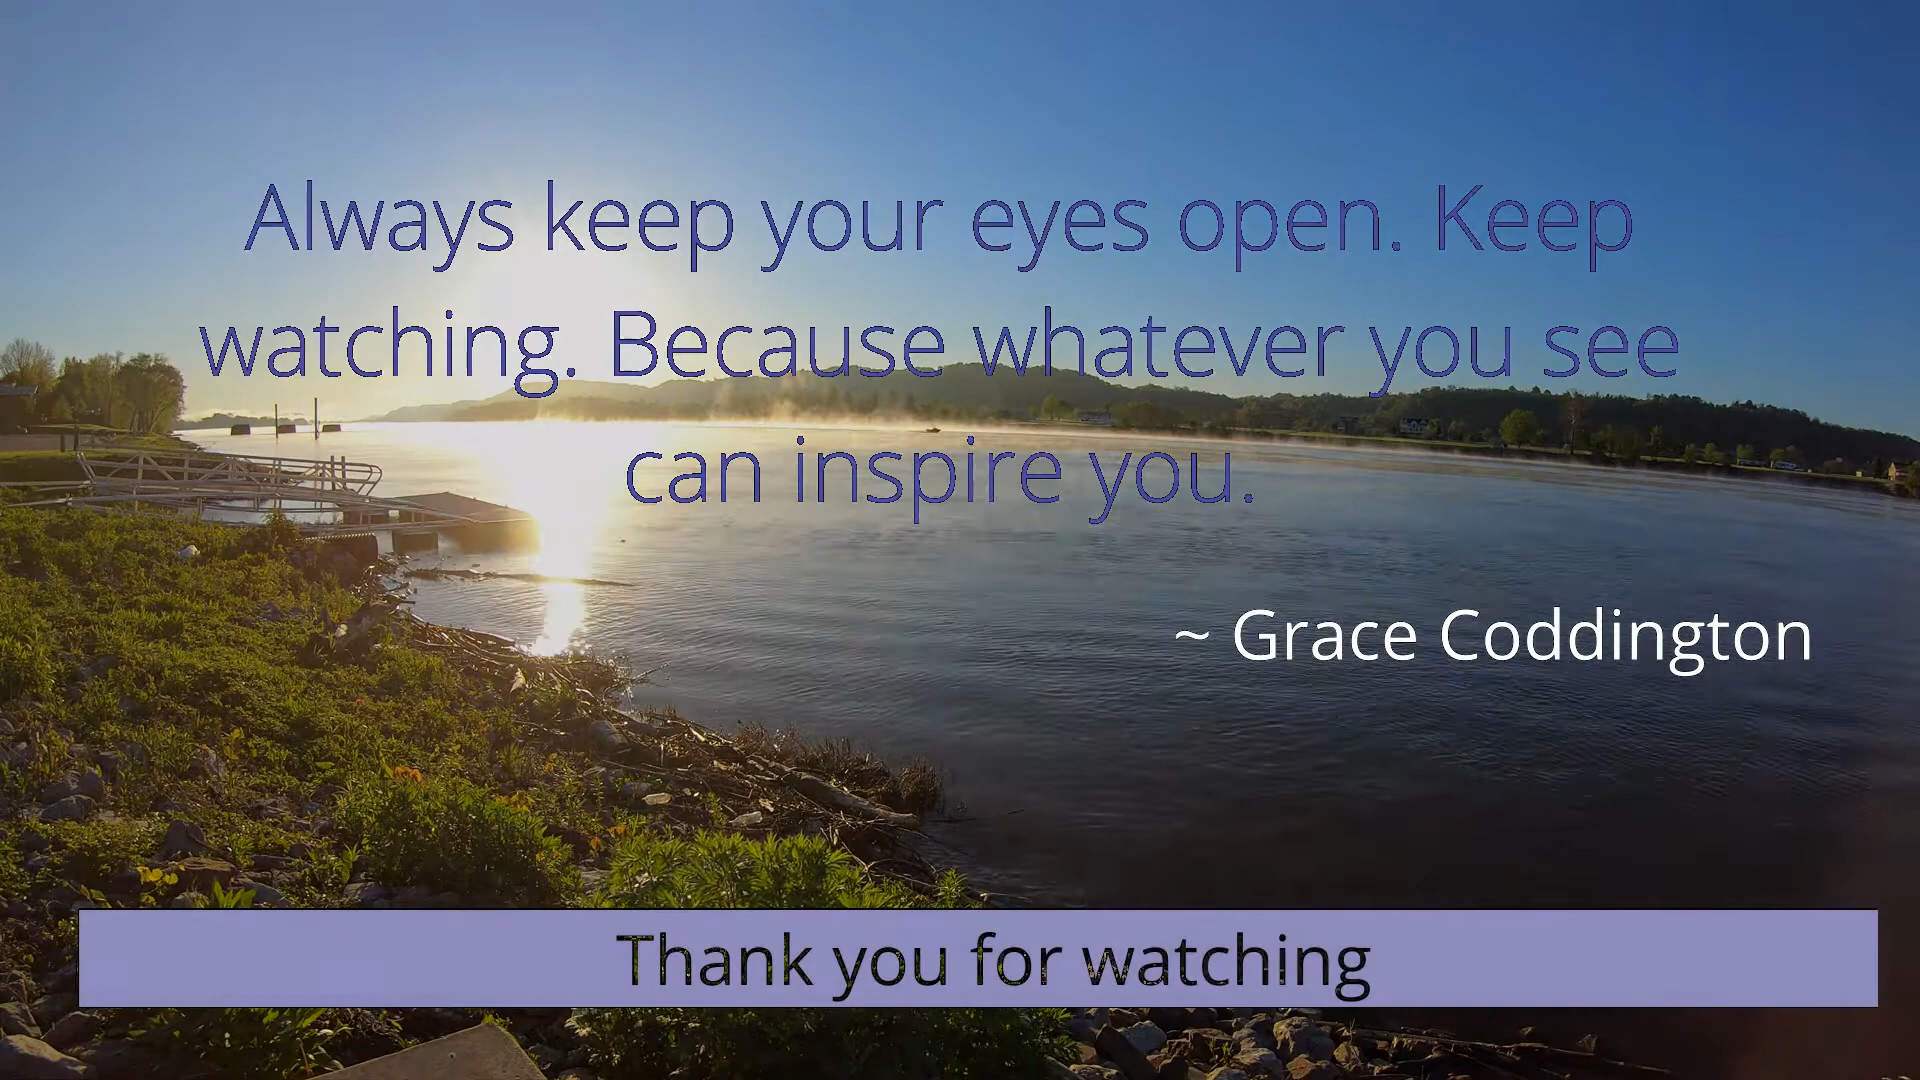 Always keep your eyes open. Keep
watching. Because whatever you see
can inspire you.
~ Grace Coddington
Thank you for watching